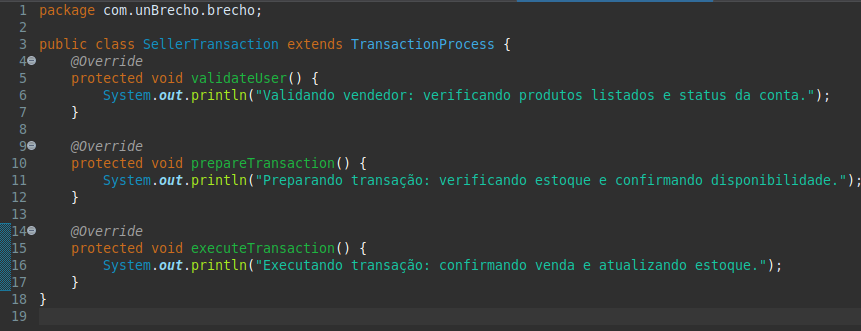 1 package com.unBrecho.brecho;
2
3 public class SellerTransaction extends TransactionProcess {
4 @Override
5 protected void validateUser() {
6 System.out.println("Validando vendedor: verificando produtos listados e status da conta.");
7 }
8
9 @Override
10 protected void prepareTransaction() {
11 System.out.println("Preparando transação: verificando estoque e confirmando disponibilidade.");
12 }
13
14 @Override
15 protected void executeTransaction() {
16 System.out.println("Executando transação: confirmando venda e atualizando estoque.");
17 }
18 }
19